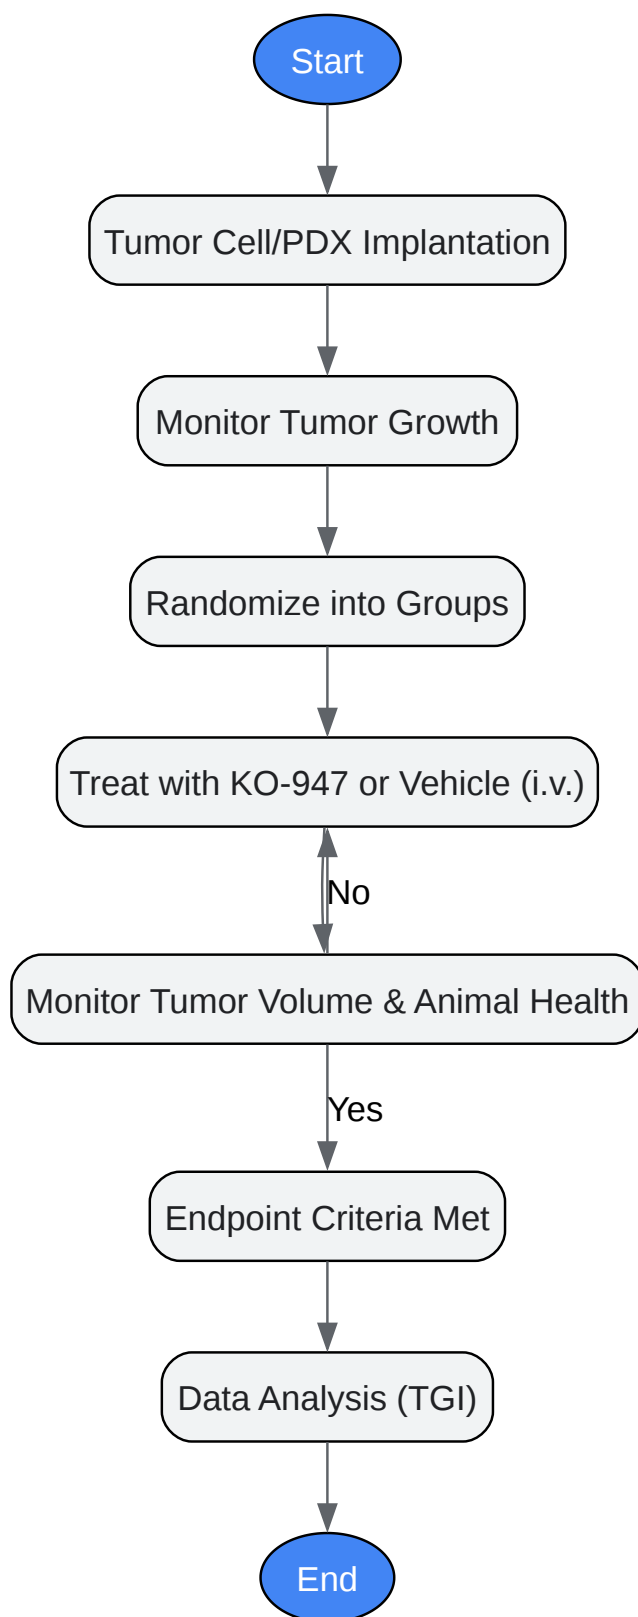 Start
Tumor Cell/PDX Implantation
Monitor Tumor Growth
Randomize into Groups
Treat with KO-947 or Vehicle (i.v.)
No
Monitor Tumor Volume & Animal Health
Yes
Endpoint Criteria Met
Data Analysis (TGI)
End